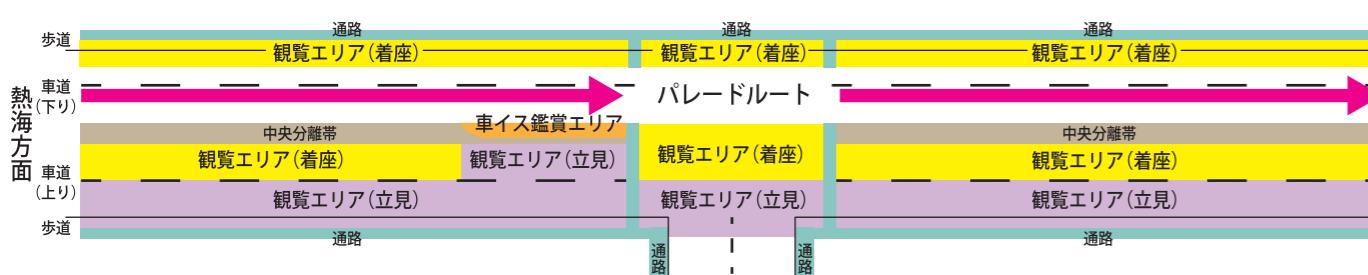 通路 通路 通路
歩道
観覧エリア（着座） 観覧エリア（着座） 観覧エリア（着座）
熱海方面
車道
（下り）
パレードルート
中央分離帯 車イス鑑賞エリア 中央分離帯
観覧エリア（着座） 観覧エリア（立見） 観覧エリア（着座） 観覧エリア（着座）
車道
（上り）
観覧エリア（立見） 観覧エリア（立見） 観覧エリア（立見）
歩道
通路 通路
通路 通路